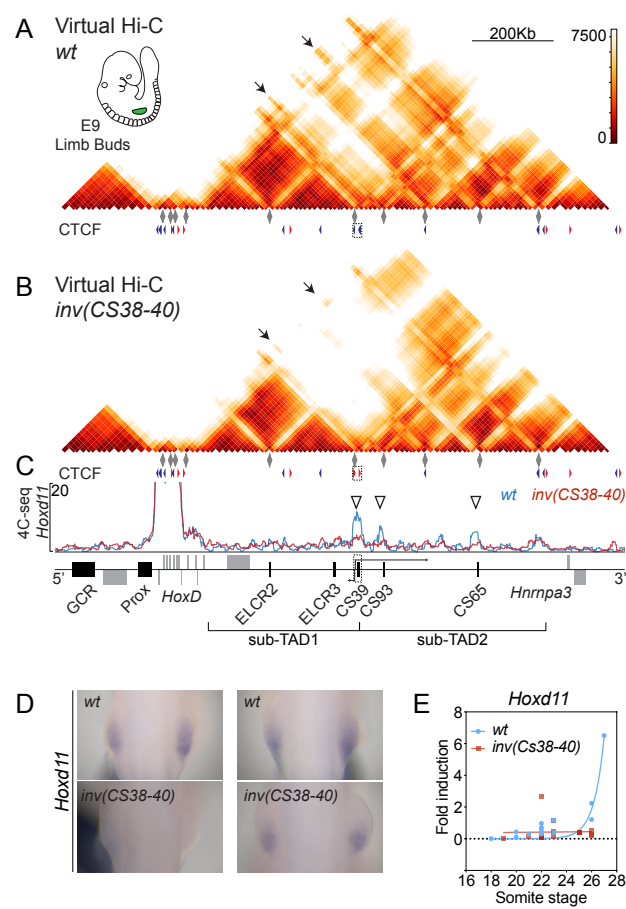 A
Virtual Hi-C
wt
200Kb
7500
0
E9
Limb Buds
CTCF
B
Virtual Hi-C
inv(CS38-40)
CTCF
C
4C-seq
Hoxd11
20
wt inv(CS38-40)
5'
3'
GCR
Prox
HoxD
ELCR2
ELCR3
CS39
CS93
CS65
Hnrnpa3
sub-TAD1
sub-TAD2
D
Hoxd11
wt
wt
inv(CS38-40)
inv(CS38-40)
E
Hoxd11
wt
inv(Cs38-40)
Fold induction
8
6
4
2
0
16 18 20 22 24 26 28
Somite stage